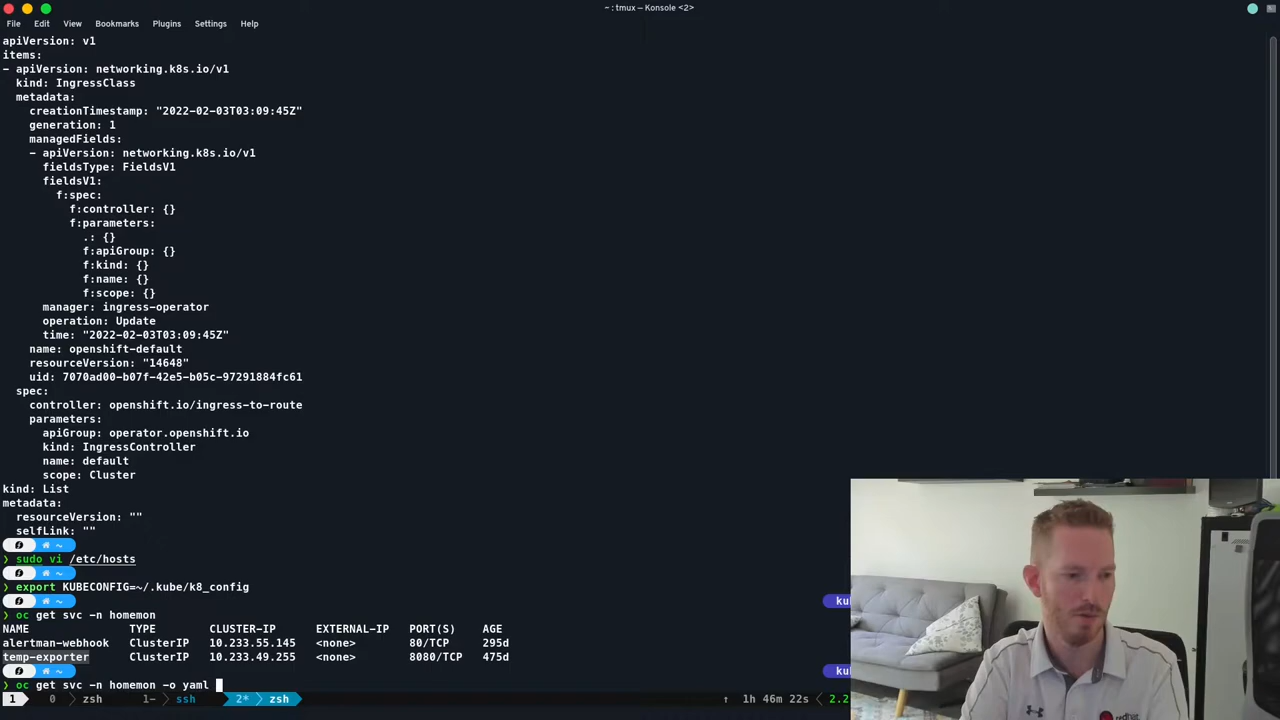 ~ : tmux — Konsole <2>
File Edit View Bookmarks Plugins Settings Help
apiVersion: v1
items:
- apiVersion: networking.k8s.io/v1
kind: IngressClass
metadata:
creationTimestamp: "2022-02-03T03:09:45Z"
generation: 1
managedFields:
- apiVersion: networking.k8s.io/v1
fieldsType: FieldsV1
fieldsV1:
f:spec:
f:controller: {}
f:parameters:
.: {}
f:apiGroup: {}
f:kind: {}
f:name: {}
f:scope: {}
manager: ingress-operator
operation: Update
time: "2022-02-03T03:09:45Z"
name: openshift-default
resourceVersion: "14648"
uid: 7070ad00-b07f-42e5-b05c-97291884fc61
spec:
controller: openshift.io/ingress-to-route
parameters:
apiGroup: operator.openshift.io
kind: IngressController
name: default
scope: Cluster
kind: List
metadata:
resourceVersion: ""
selfLink: ""
~
❯ sudo vi /etc/hosts
~
❯ export KUBECONFIG=~/.kube/k8_config
~ ku
❯ oc get svc -n homemon
NAME TYPE CLUSTER-IP EXTERNAL-IP PORT(S) AGE
alertman-webhook ClusterIP 10.233.55.145 <none> 80/TCP 295d
temp-exporter ClusterIP 10.233.49.255 <none> 8080/TCP 475d
~ ku
❯ oc get svc -n homemon -o yaml
1 0 zsh 1- ssh 2* zsh ↑ 1h 46m 22s 2.2